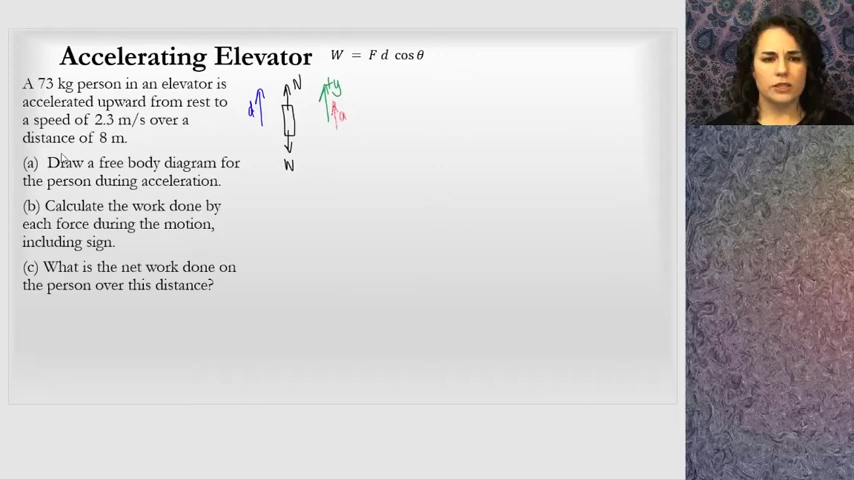 Accelerating Elevator W = F d cosθ
A 73 kg person in an elevator is
accelerated upward from rest to
a speed of 2.3 m/s over a
distance of 8 m.
(a) Draw a free body diagram for
the person during acceleration.
(b) Calculate the work done by
each force during the motion,
including sign.
(c) What is the net work done on
the person over this distance?
d
N
W
+y
a